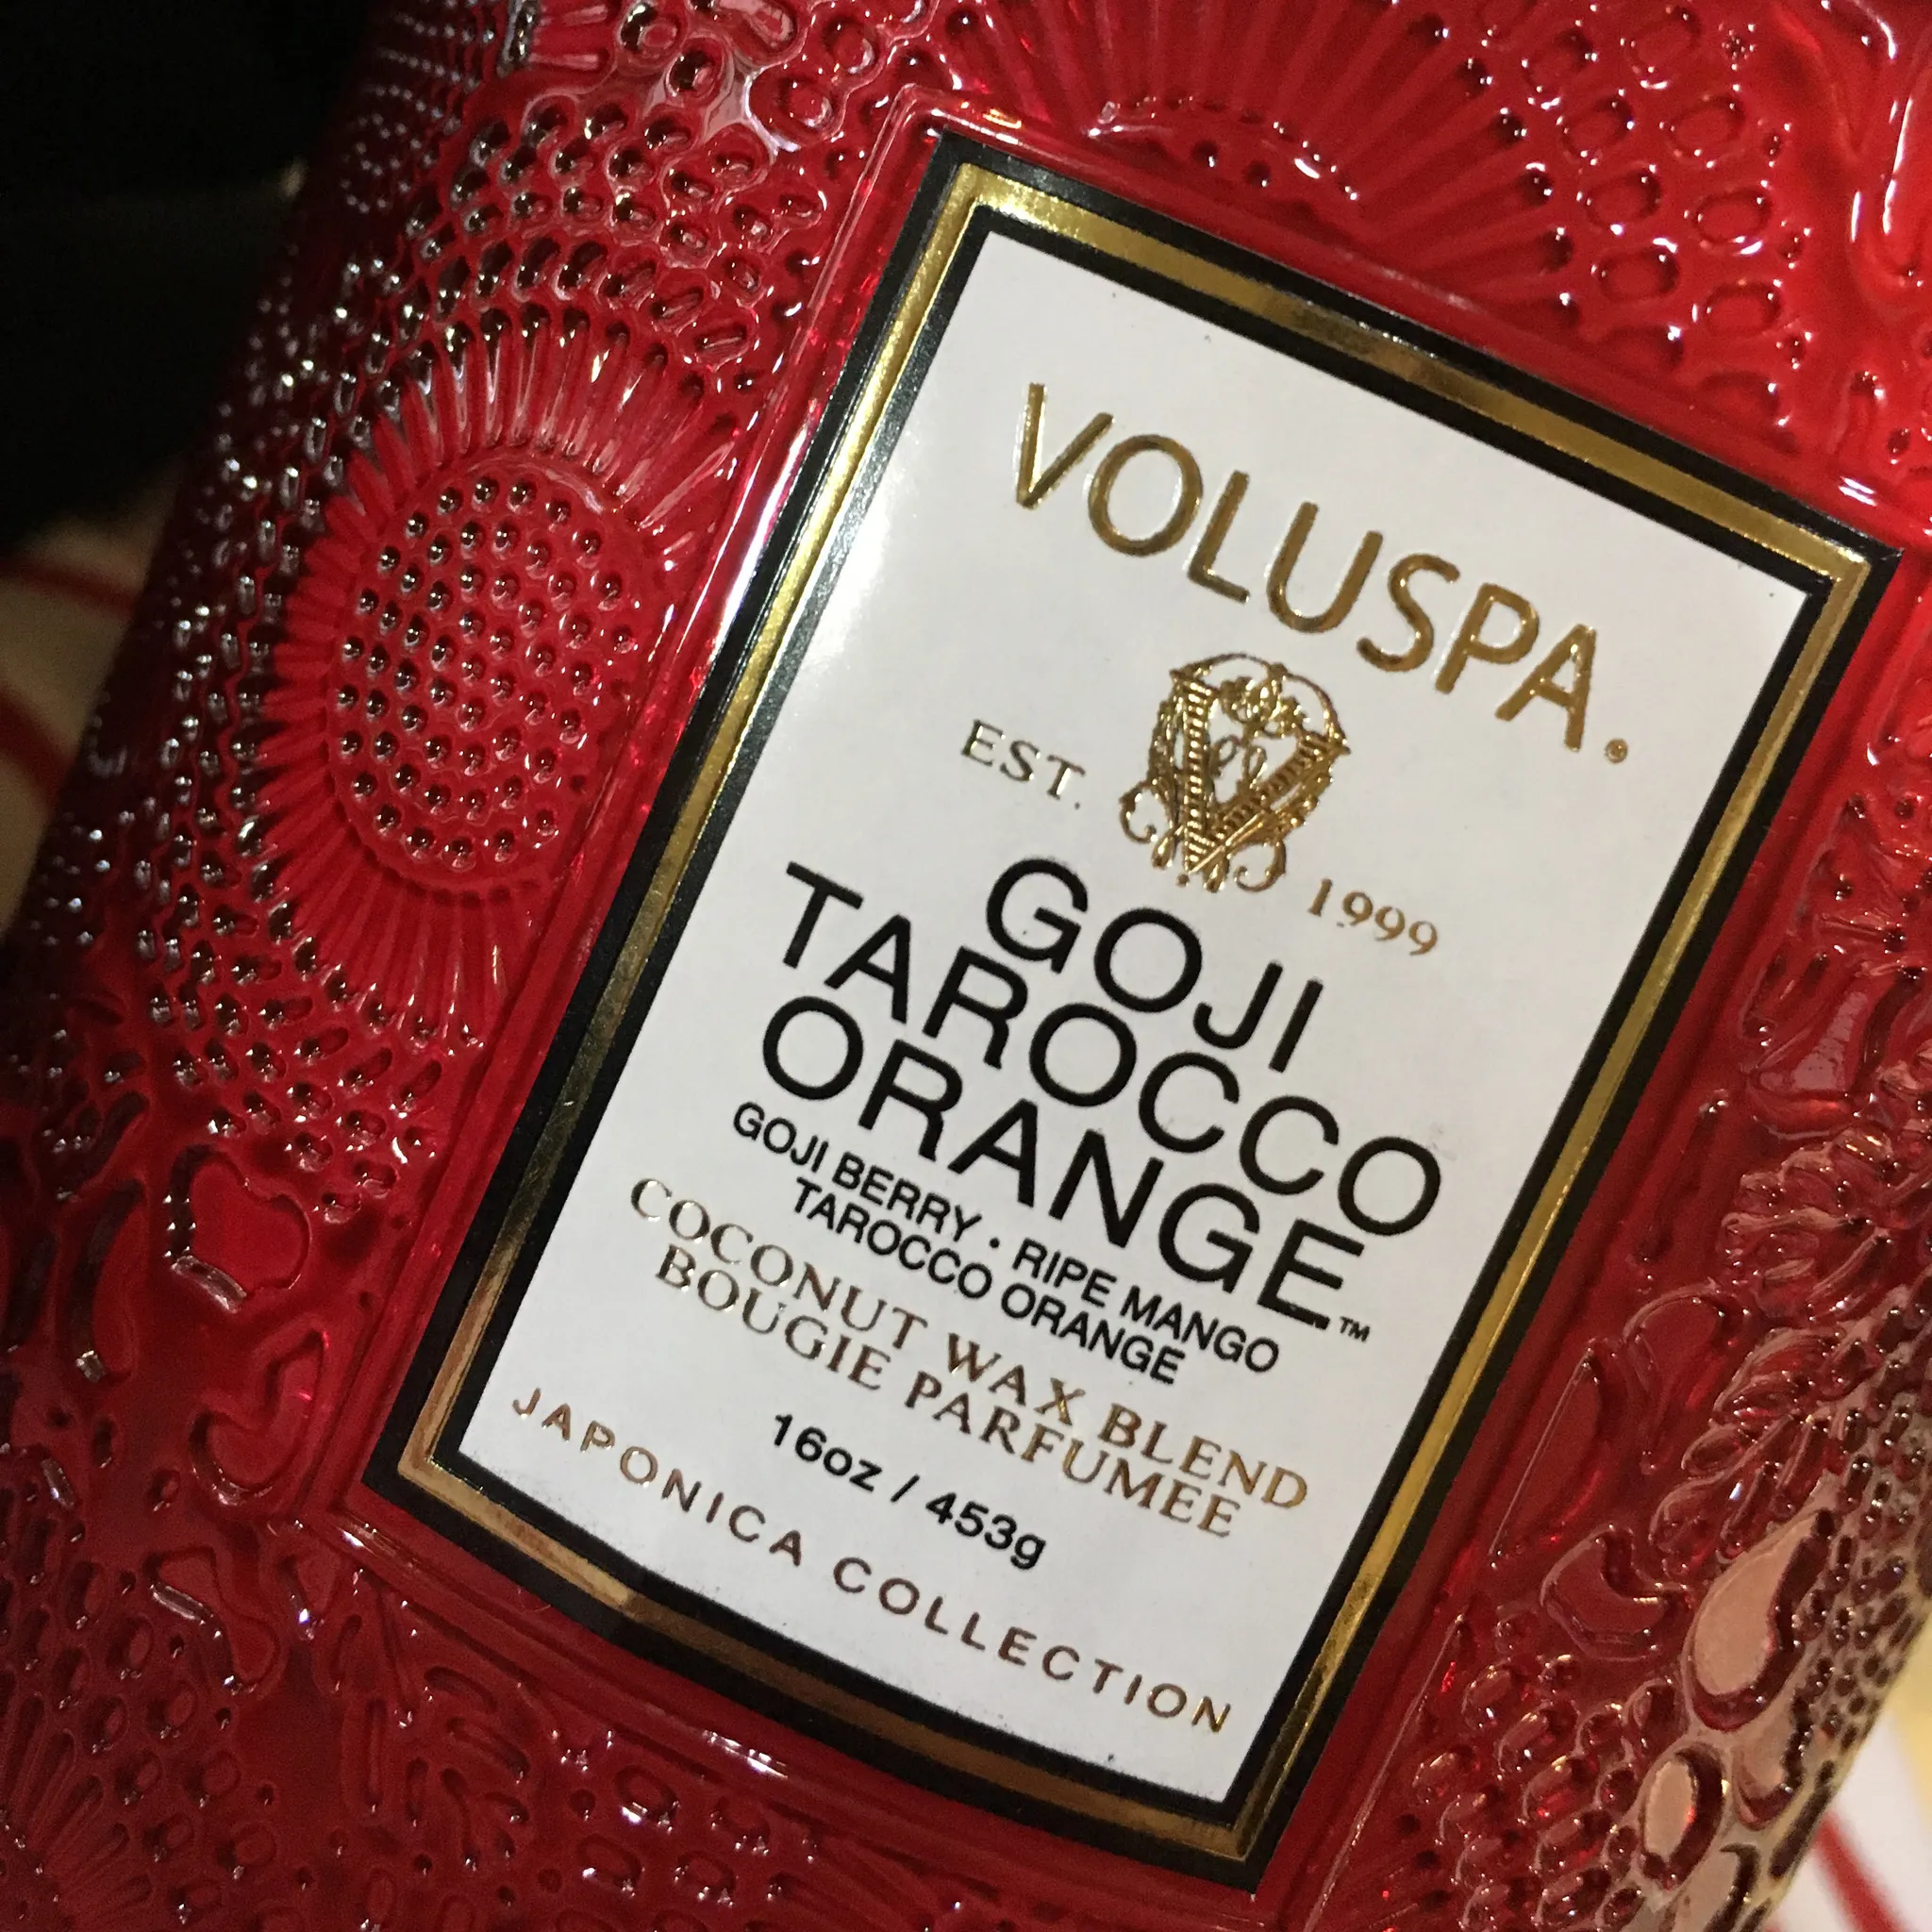 VOLUSPA.
EST. 1999
GOJI
TAROCCO
ORANGE™
GOJI BERRY • RIPE MANGO
TAROCCO ORANGE
COCONUT WAX BLEND
BOUGIE PARFUMEE
16oz / 453g
JAPONICA COLLECTION